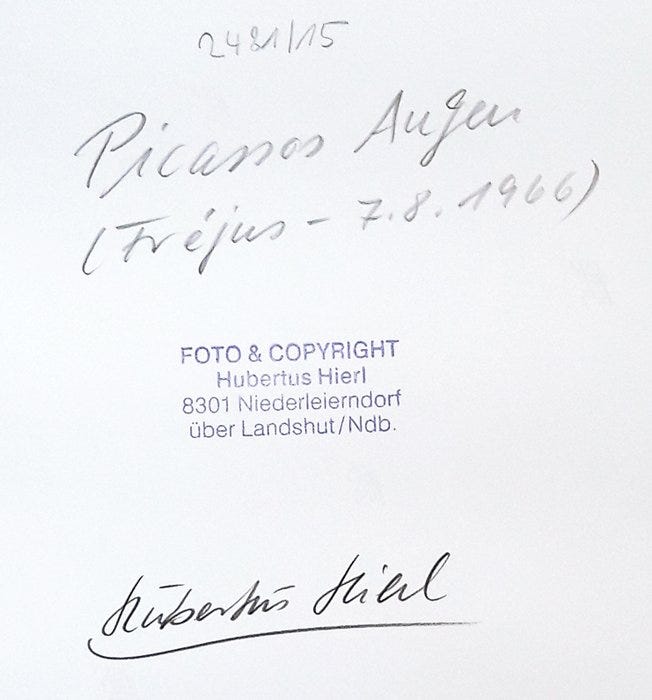 2481/15
Picassos Augen
(Fréjus - 7.8.1966)
FOTO & COPYRIGHT
Hubertus Hierl
8301 Niederleierndorf
über Landshut/Ndb.
Hubertus Hierl